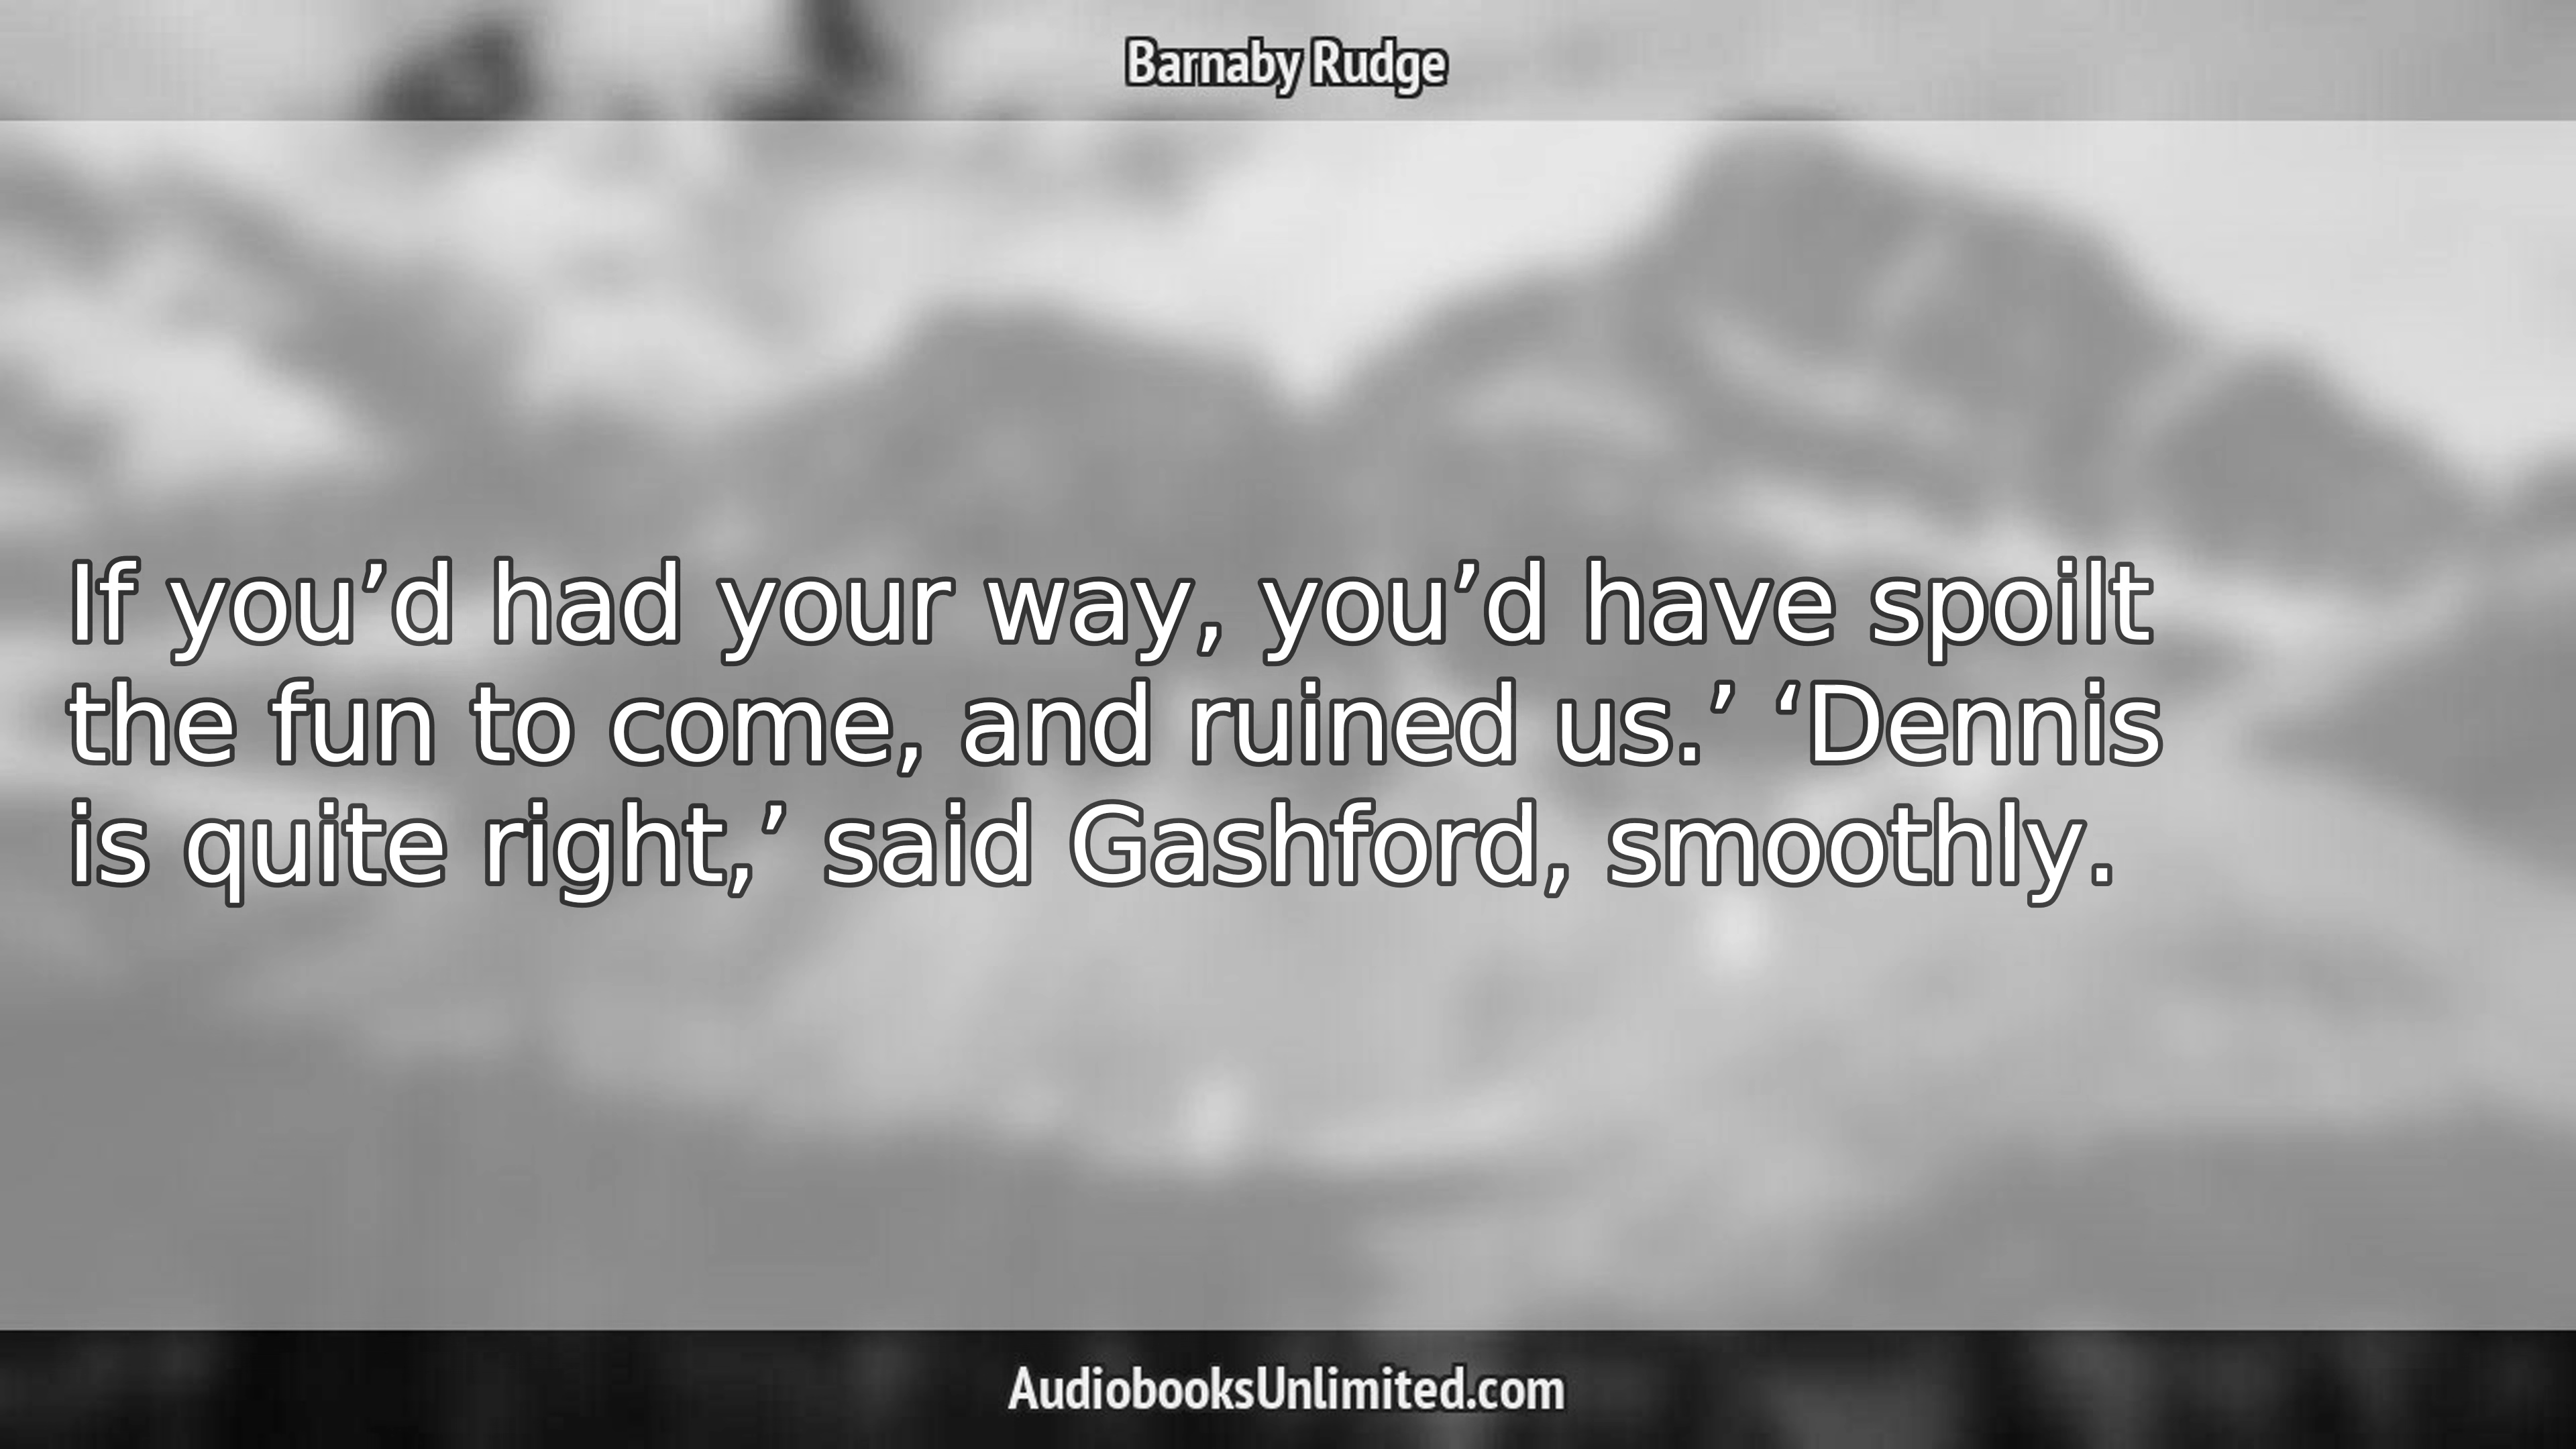 Barnaby Rudge
If you’d had your way, you’d have spoilt
the fun to come, and ruined us.’ ‘Dennis
is quite right,’ said Gashford, smoothly.
AudiobooksUnlimited.com